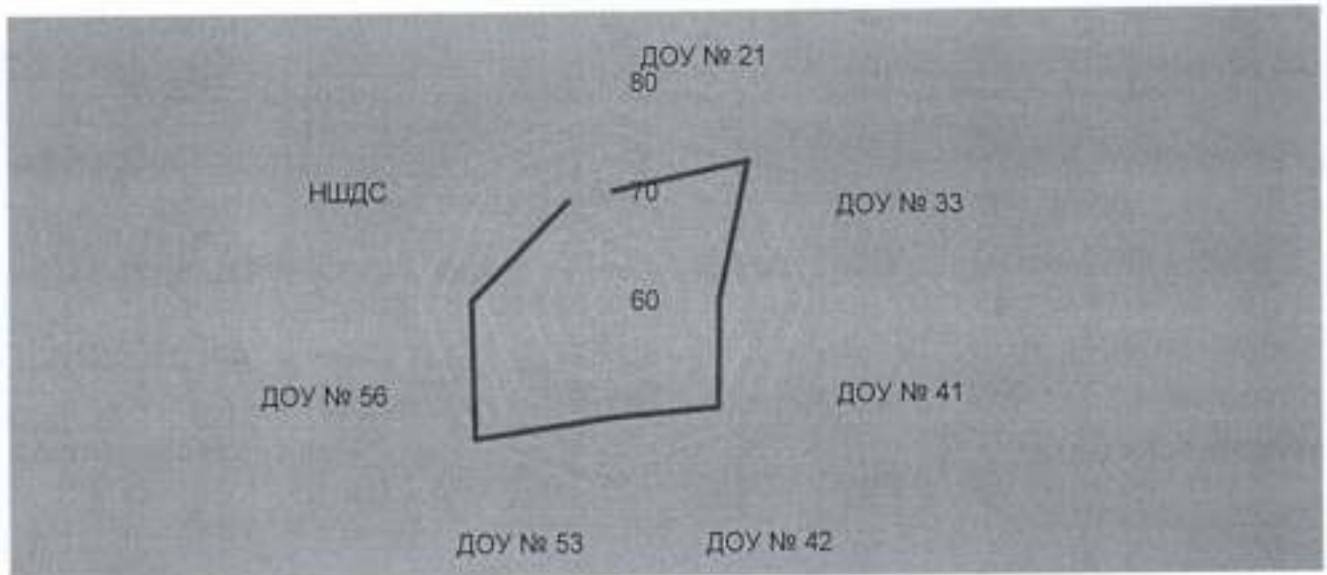 ДОУ № 21
80
НШДС
70
ДОУ № 33
60
ДОУ № 56
ДОУ № 41
ДОУ № 53
ДОУ № 42